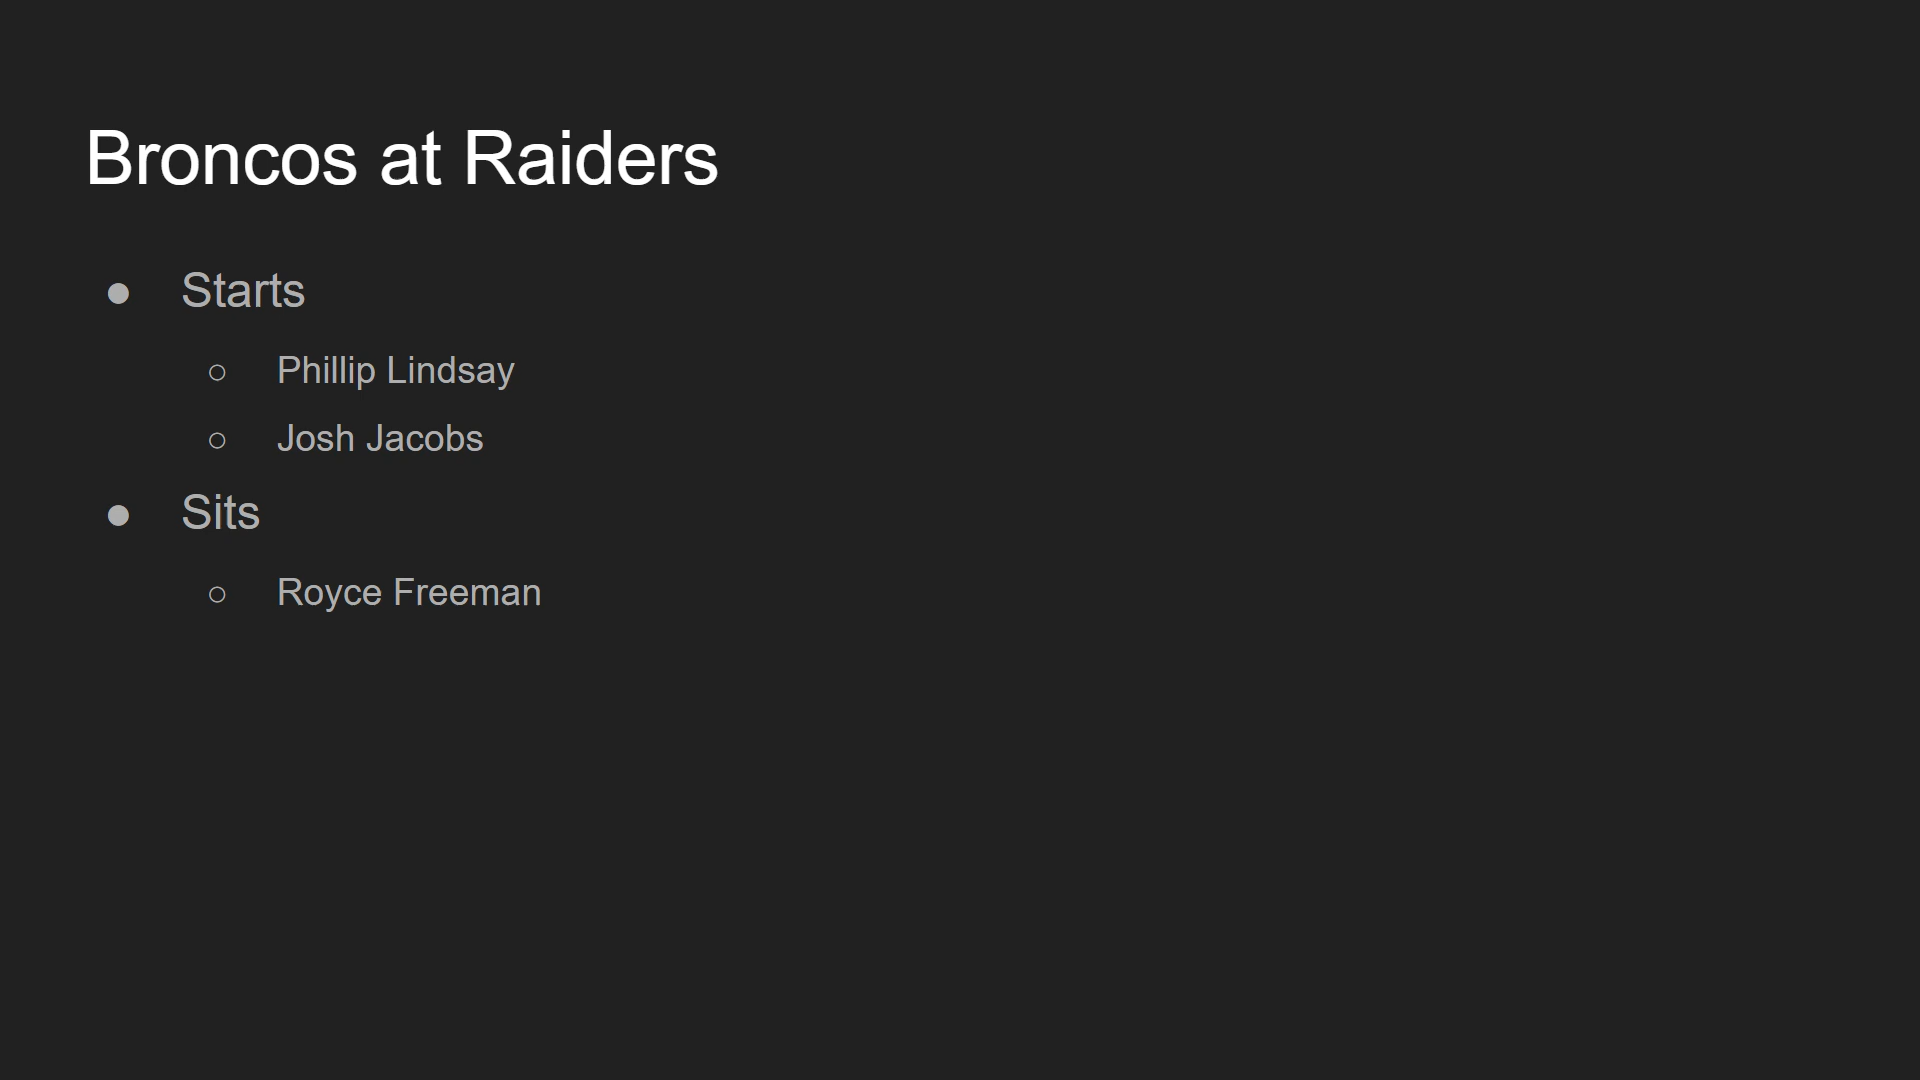 Broncos at Raiders
● Starts
○ Phillip Lindsay
○ Josh Jacobs
● Sits
○ Royce Freeman